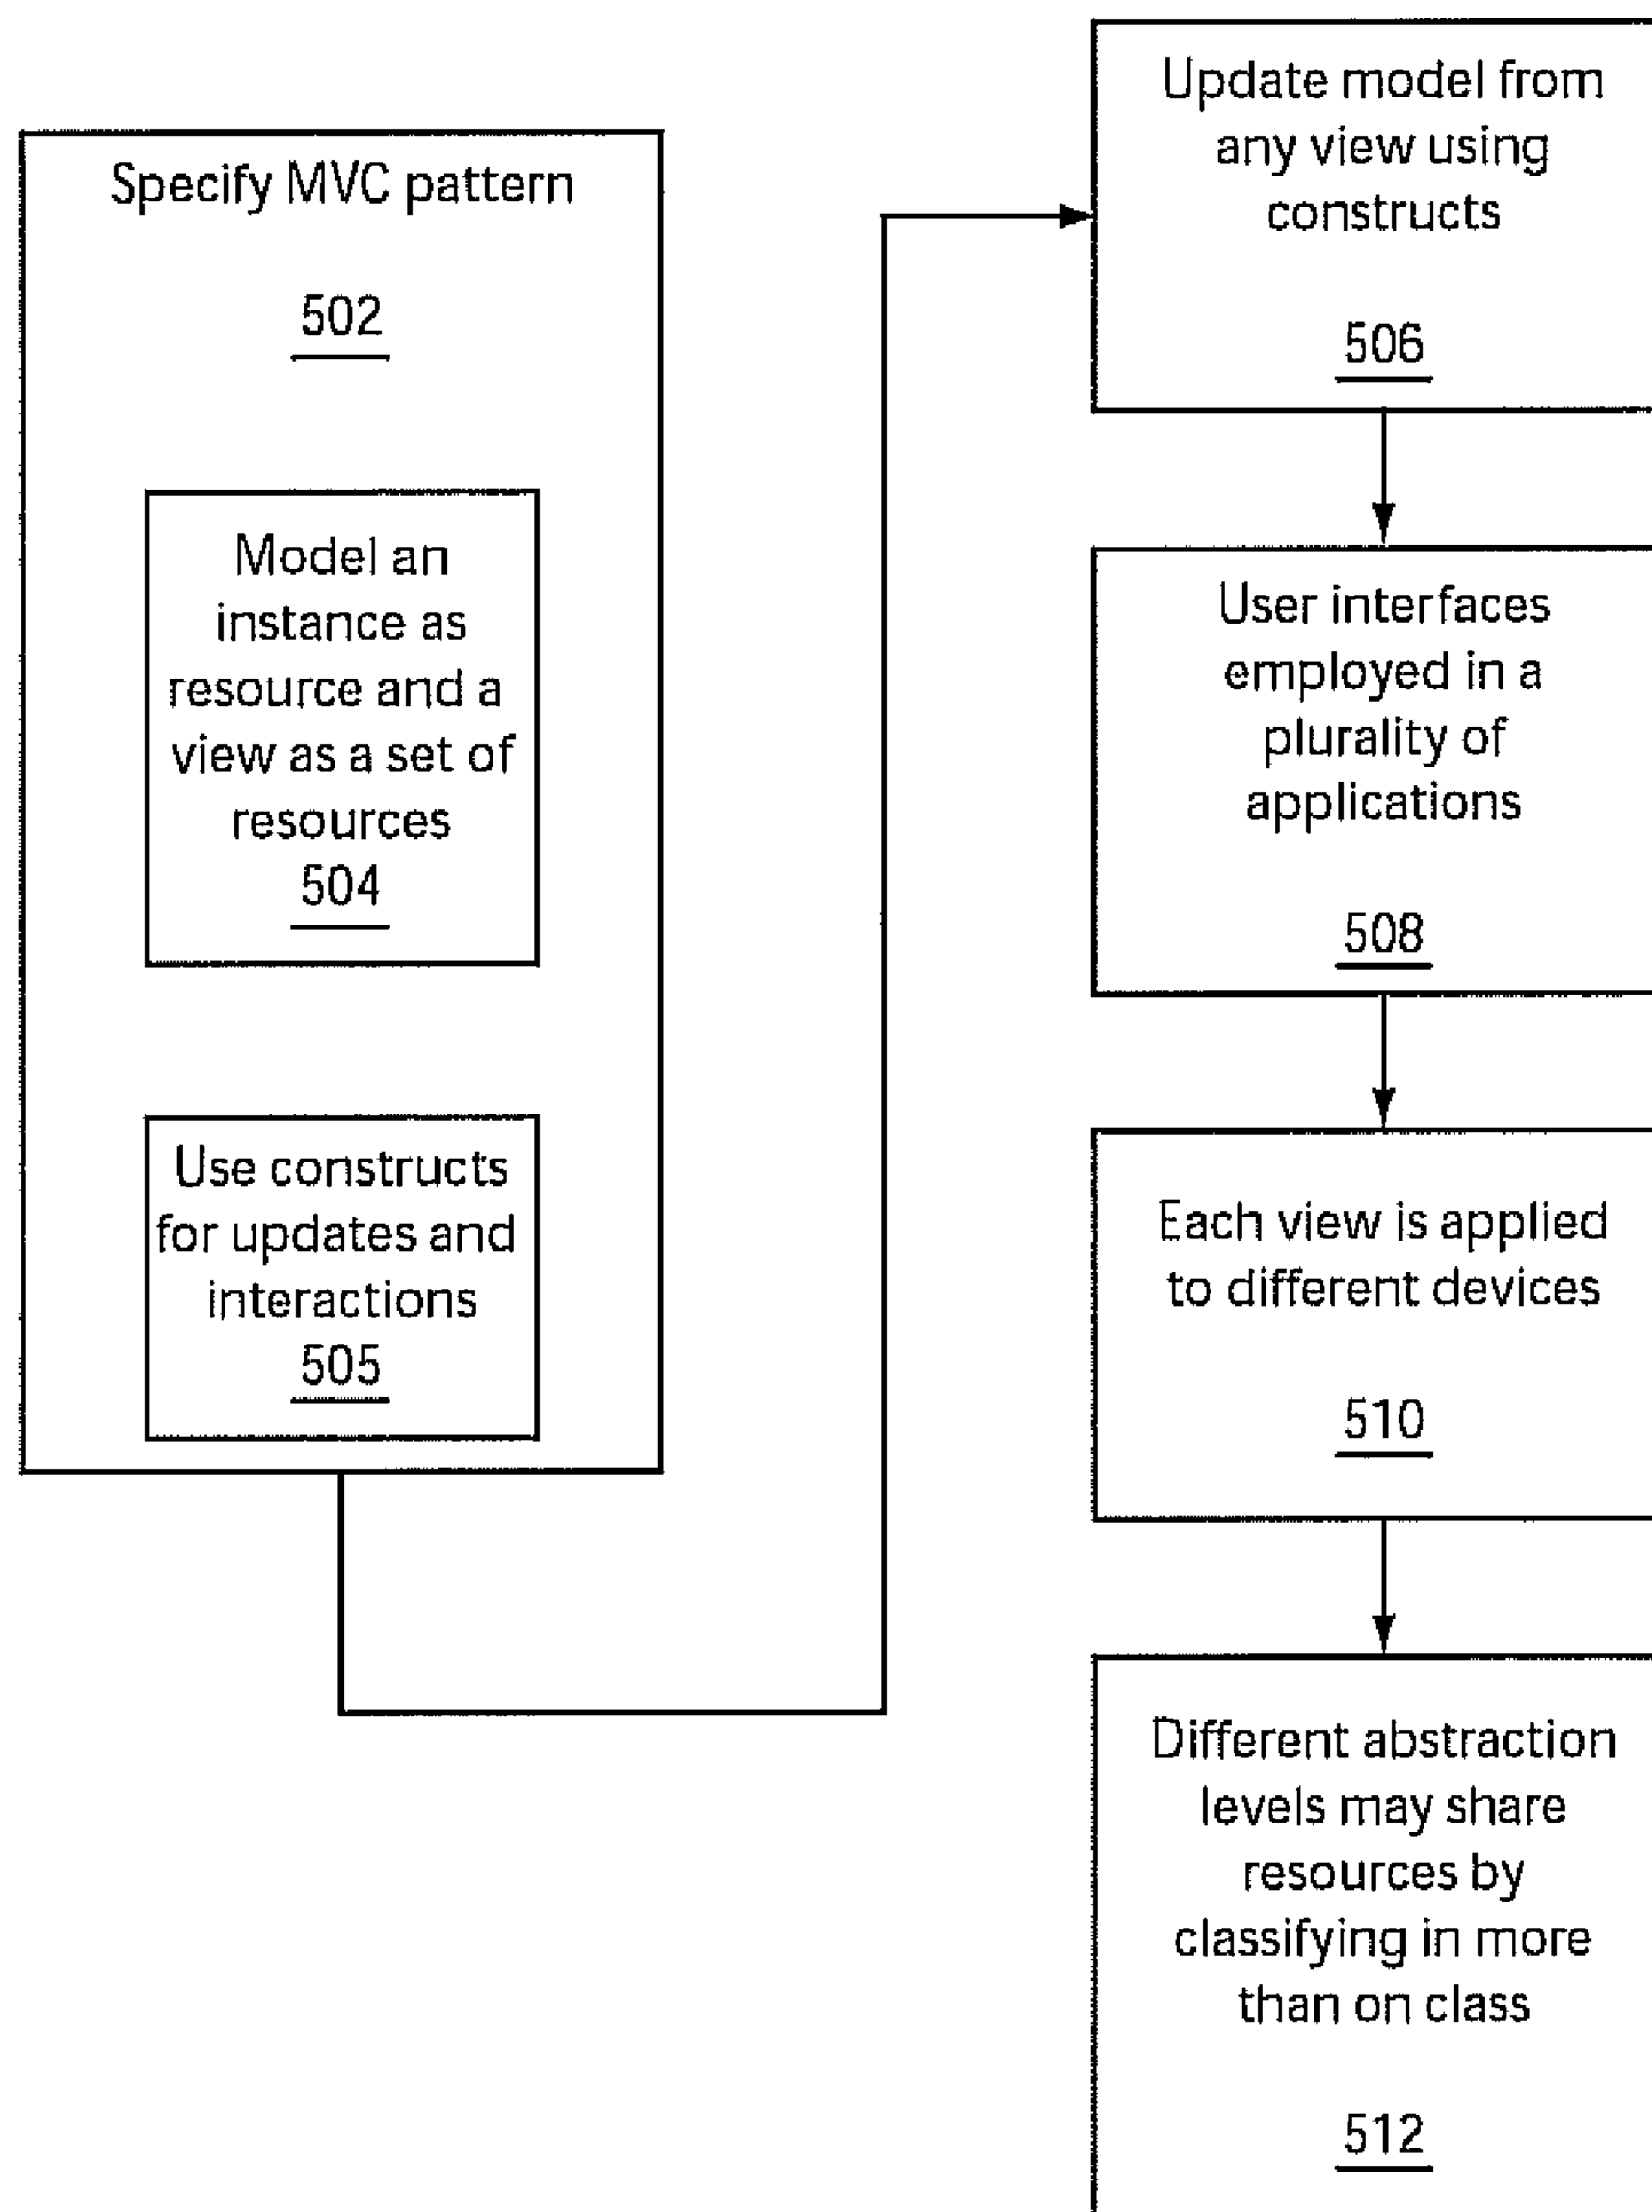 Specify MVC pattern
502
Model an
instance as
resource and a
view as a set of
resources
504
Use constructs
for updates and
interactions
505
Update model from
any view using
constructs
506
User interfaces
employed in a
plurality of
applications
508
Each view is applied
to different devices
510
Different abstraction
levels may share
resources by
classifying in more
than on class
512